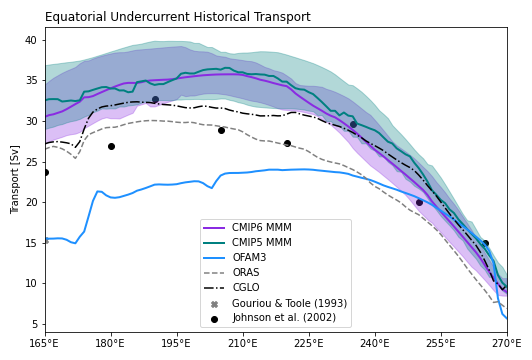 Equatorial Undercurrent Historical Transport
Transport [Sv]
40
35
30
25
20
15
10
5
CMIP6 MMM
CMIP5 MMM
OFAM3
ORAS
CGLO
Gouriou & Toole (1993)
Johnson et al. (2002)
165°E 180°E 195°E 210°E 225°E 240°E 255°E 270°E